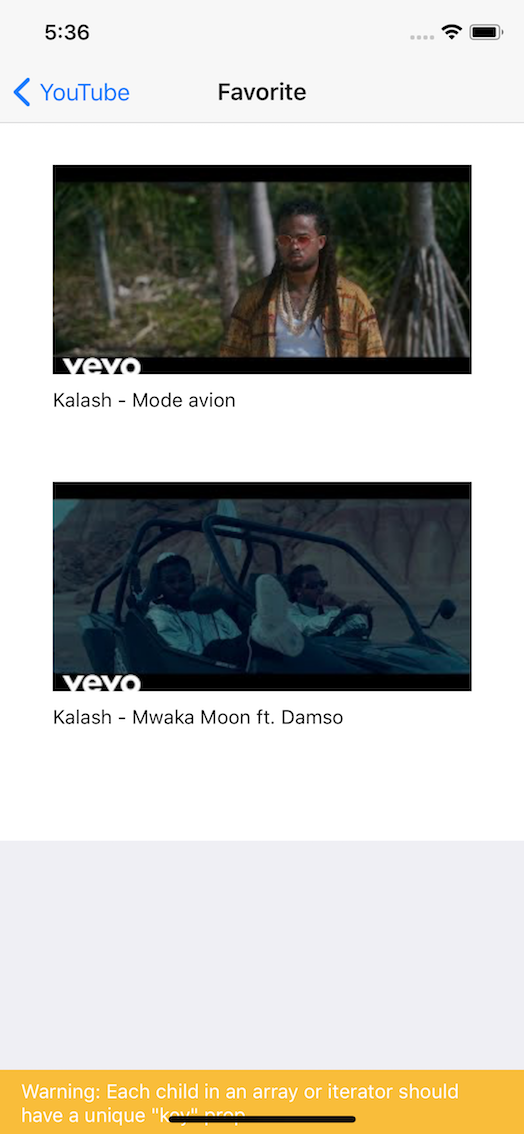 5:36
YouTube
Favorite
vevo
Kalash - Mode avion
vevo
Kalash - Mwaka Moon ft. Damso
Warning: Each child in an array or iterator should
have a unique "key" prop